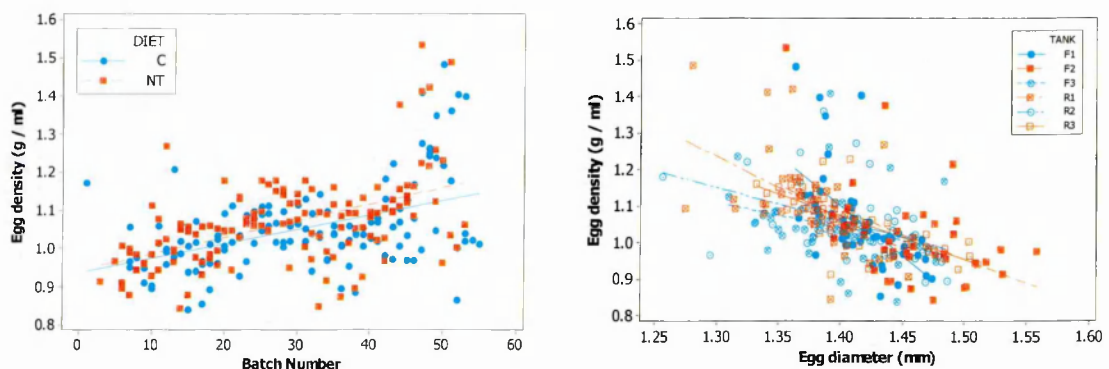 1.6
1.5
1.4
1.3
1.2
1.1
1.0
0.9
0.8
Egg density (g / ml)
DIET
C
NT
0 10 20 30 40 50 60
Batch Number
1.6
1.5
1.4
1.3
1.2
1.1
1.0
0.9
0.8
Egg density (g / ml)
TANK
F1
F2
F3
R1
R2
R3
1.25 1.30 1.35 1.40 1.45 1.50 1.55 1.60
Egg diameter (mm)